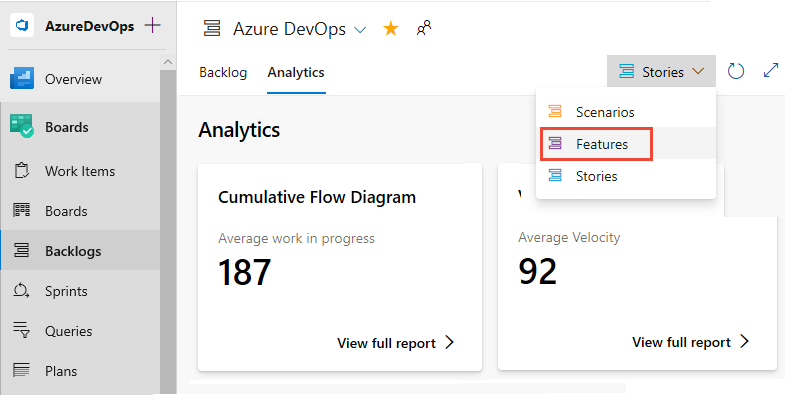 AzureDevOps
Overview
Boards
Work Items
Boards
Backlogs
Sprints
Queries
Plans
Azure DevOps
Backlog Analytics
Stories
Scenarios
Features
Stories
Analytics
Cumulative Flow Diagram
Average work in progress
187
View full report
Average Velocity
92
View full report